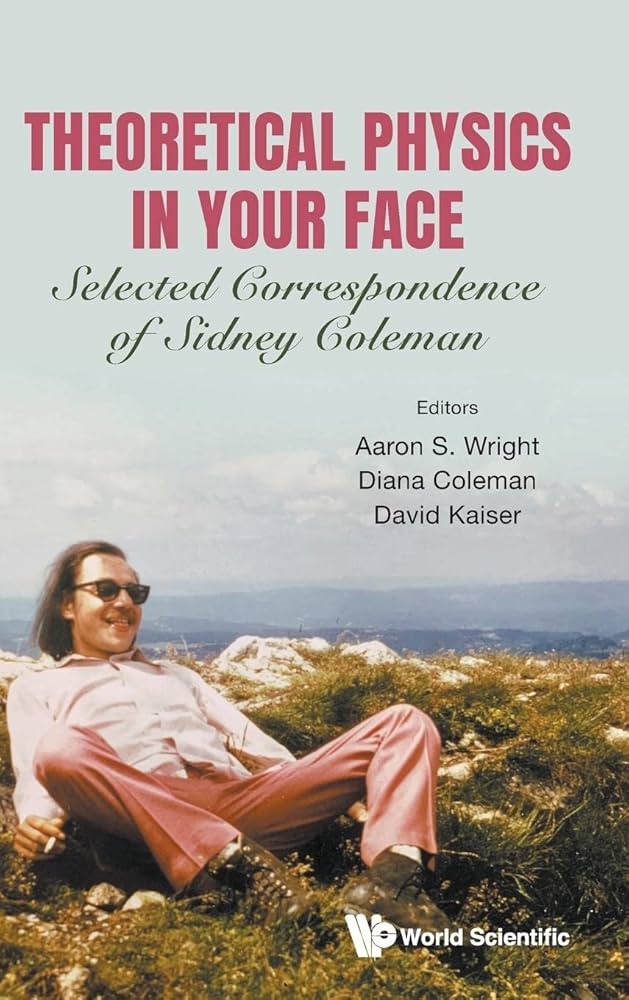 THEORETICAL PHYSICS
IN YOUR FACE
Selected Correspondence
of Sidney Coleman
Editors
Aaron S. Wright
Diana Coleman
David Kaiser
World Scientific